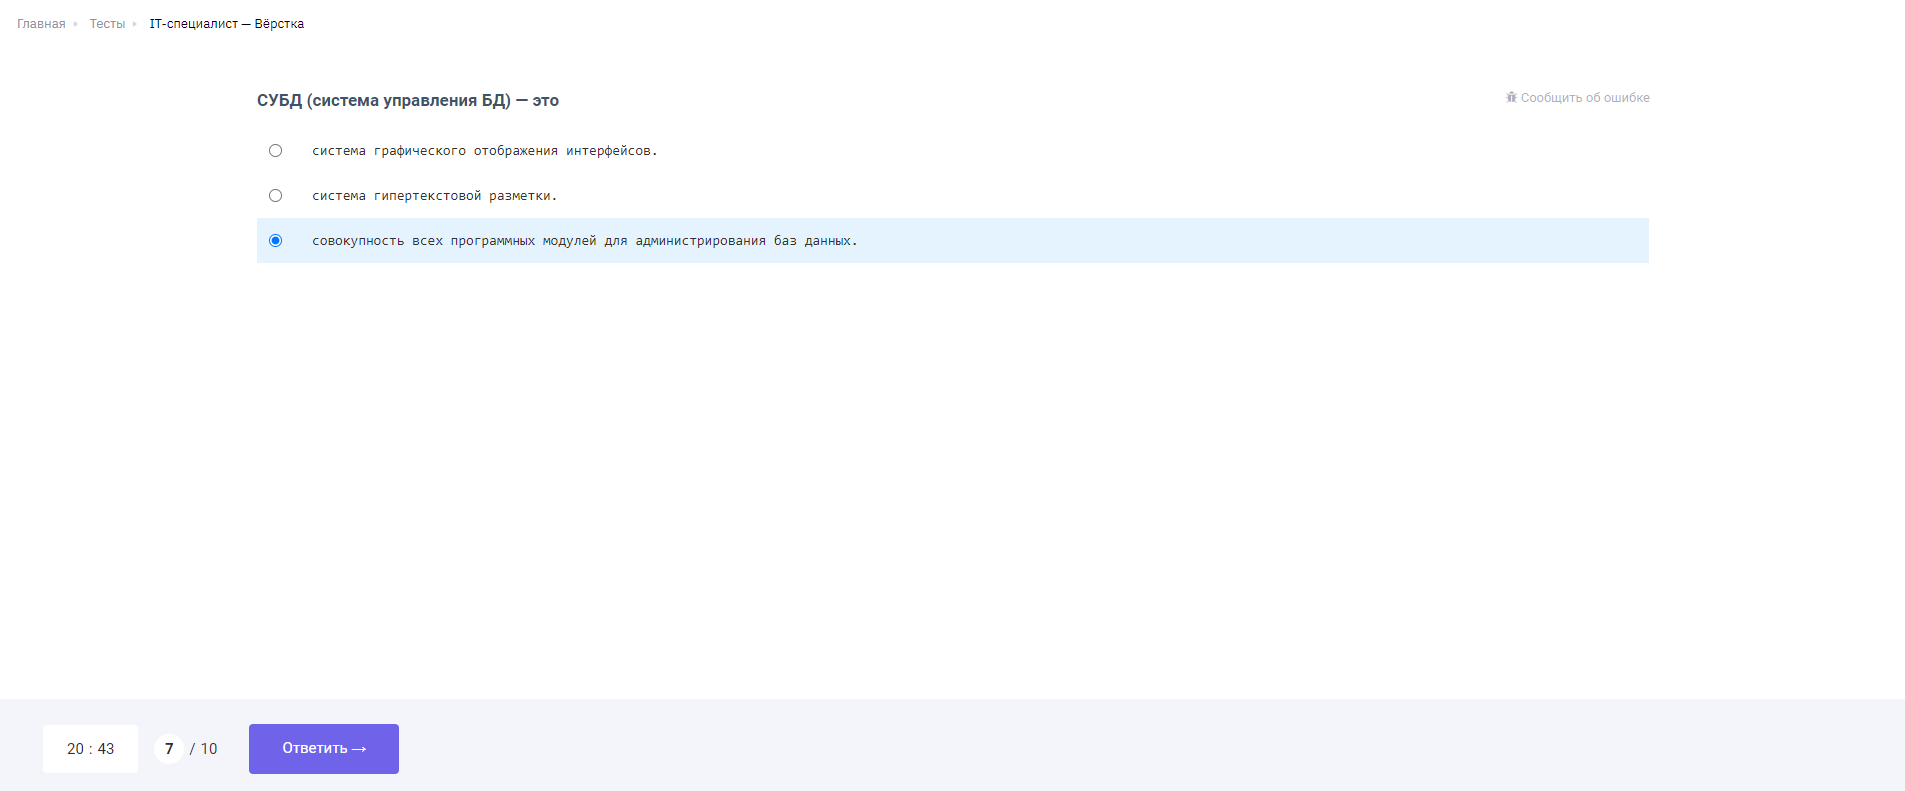 Главная Тесты IT-специалист — Вёрстка
СУБД (система управления БД) — это
Сообщить об ошибке
система графического отображения интерфейсов.
система гипертекстовой разметки.
совокупность всех программных модулей для администрирования баз данных.
20 : 43 7 / 10 Ответить →